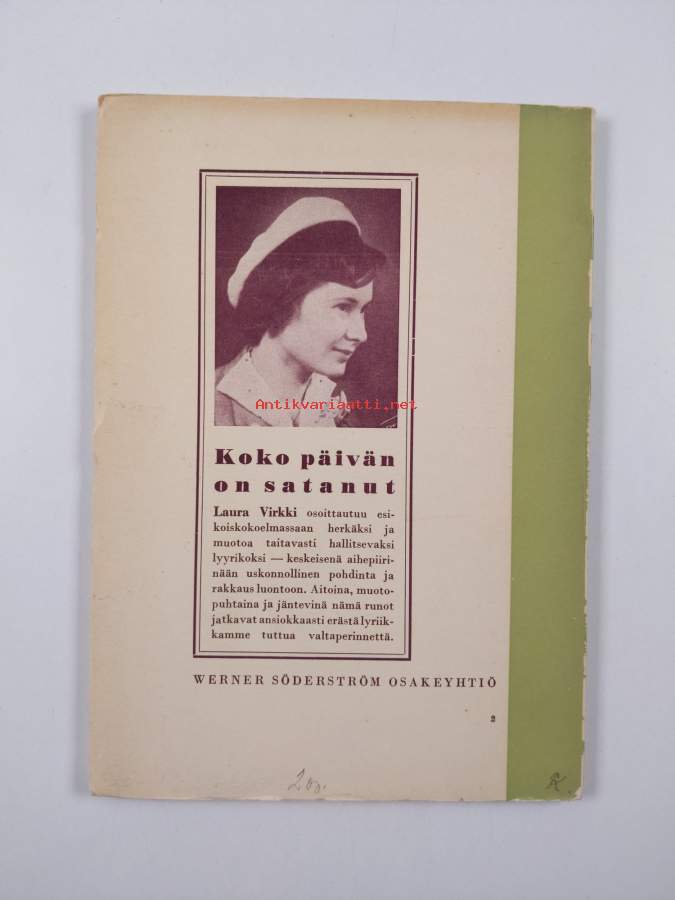 Antikvariaatti.net
Koko päivän
on satanut
Laura Virkki osoittautuu esi-
koiskokoelmassaan herkäksi ja
muotoa taitavasti hallitsevaksi
lyyrikoksi — keskeisenä aihepiiri-
nään uskonnollinen pohdinta ja
rakkaus luontoon. Aitoina, muoto-
puhtaina ja jäntevinä nämä runot
jatkavat ansiokkaasti erästä lyriik-
kamme tuttua valtaperinnettä.
WERNER SÖDERSTRÖM OSAKEYHTIÖ
2
200.